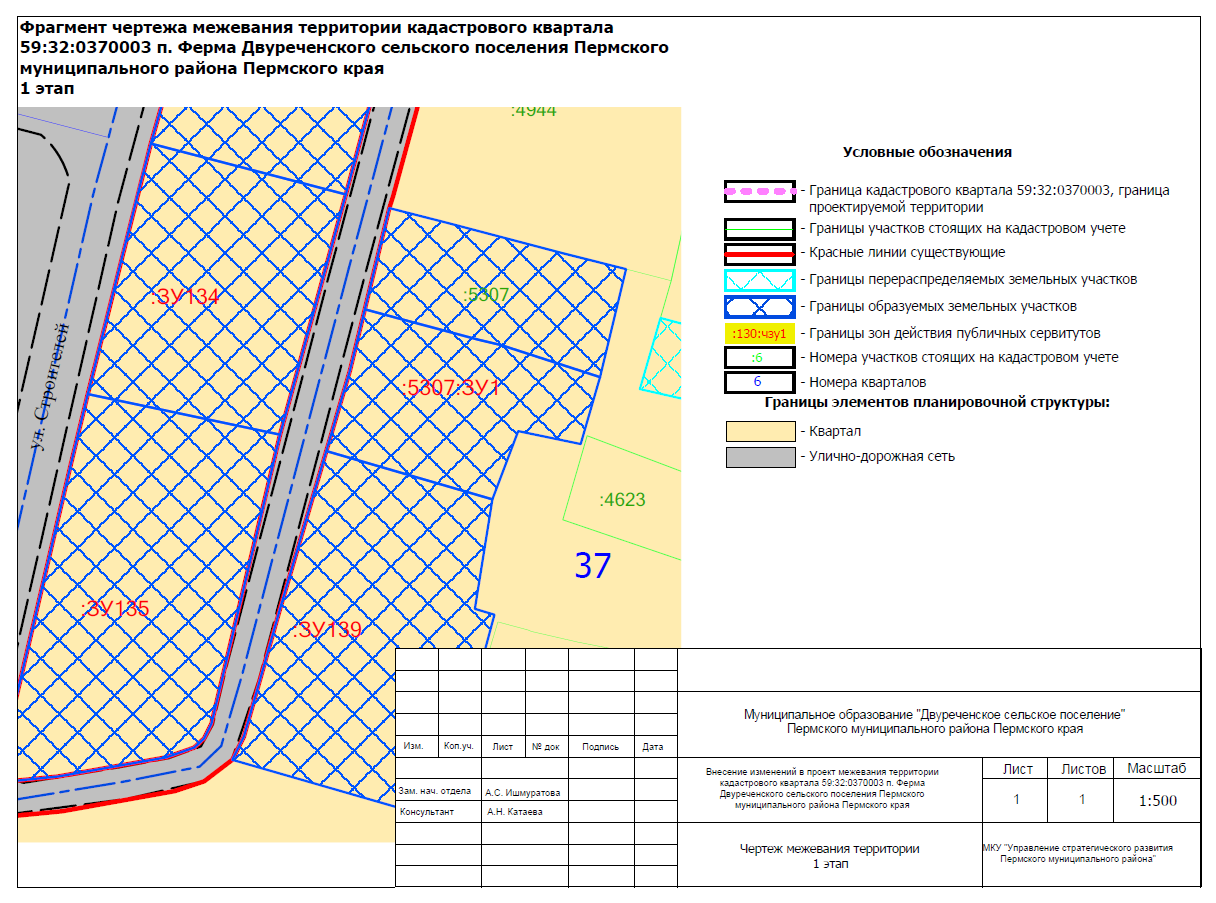 Фрагмент чертежа межевания территории кадастрового квартала
59:32:0370003 п. Ферма Двуреченского сельского поселения Пермского
муниципального района Пермского края
1 этап
:4944
:ЗУ134
:5307
ул. Строителей
:5307:ЗУ1
:4623
37
:ЗУ135
:ЗУ139
Условные обозначения
- Граница кадастрового квартала 59:32:0370003, граница
проектируемой территории
- Границы участков стоящих на кадастровом учете
- Красные линии существующие
- Границы перераспределяемых земельных участков
- Границы образуемых земельных участков
:130:чзу1 - Границы зон действия публичных сервитутов
:6 - Номера участков стоящих на кадастровом учете
6 - Номера кварталов
Границы элементов планировочной структуры:
- Квартал
- Улично-дорожная сеть
Муниципальное образование "Двуреченское сельское поселение"
Пермского муниципального района Пермского края
Изм. Кол.уч. Лист № док Подпись Дата
Внесение изменений в проект межевания территории
кадастрового квартала 59:32:0370003 п. Ферма
Двуреченского сельского поселения Пермского
муниципального района Пермского края
Лист Листов Масштаб
1 1 1:500
Зам. нач. отдела А.С. Ишмуратова
Консультант А.Н. Катаева
Чертеж межевания территории
1 этап
МКУ "Управление стратегического развития
Пермского муниципального района"